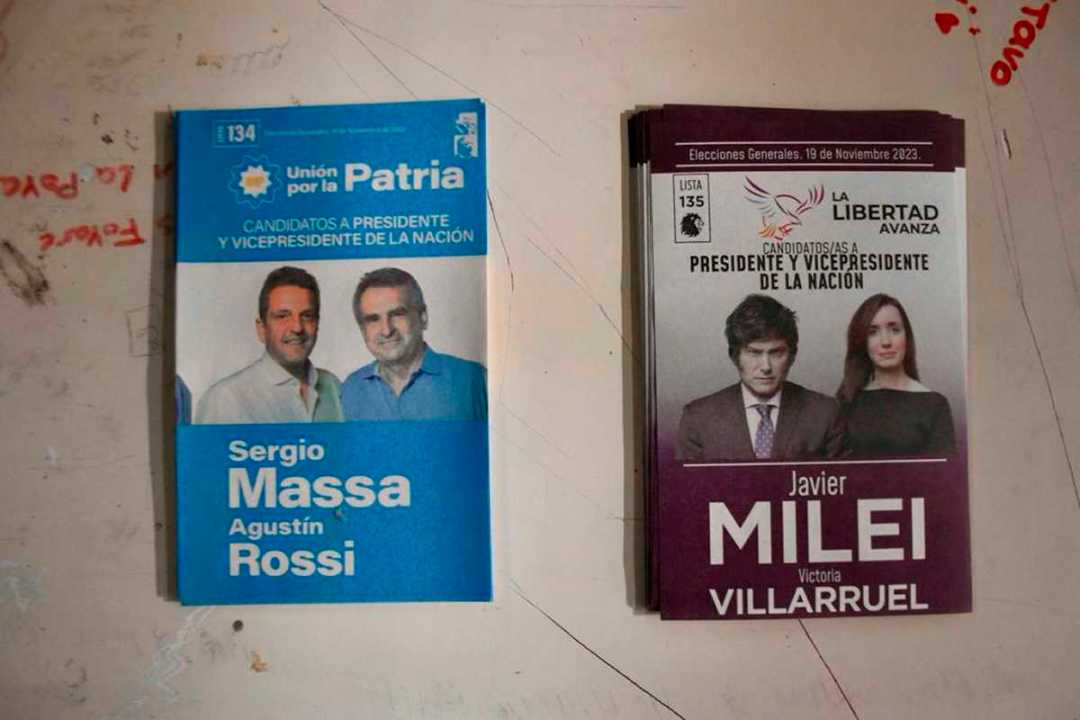 134
Unión
por la Patria
CANDIDATOS A PRESIDENTE
Y VICEPRESIDENTE DE LA NACIÓN
Sergio
Massa
Agustín
Rossi
Elecciones Generales. 19 de Noviembre 2023.
LISTA
135
LA
LIBERTAD
AVANZA
CANDIDATOS/AS A
PRESIDENTE Y VICEPRESIDENTE
DE LA NACIÓN
Javier
MILEI
Victoria
VILLARRUEL